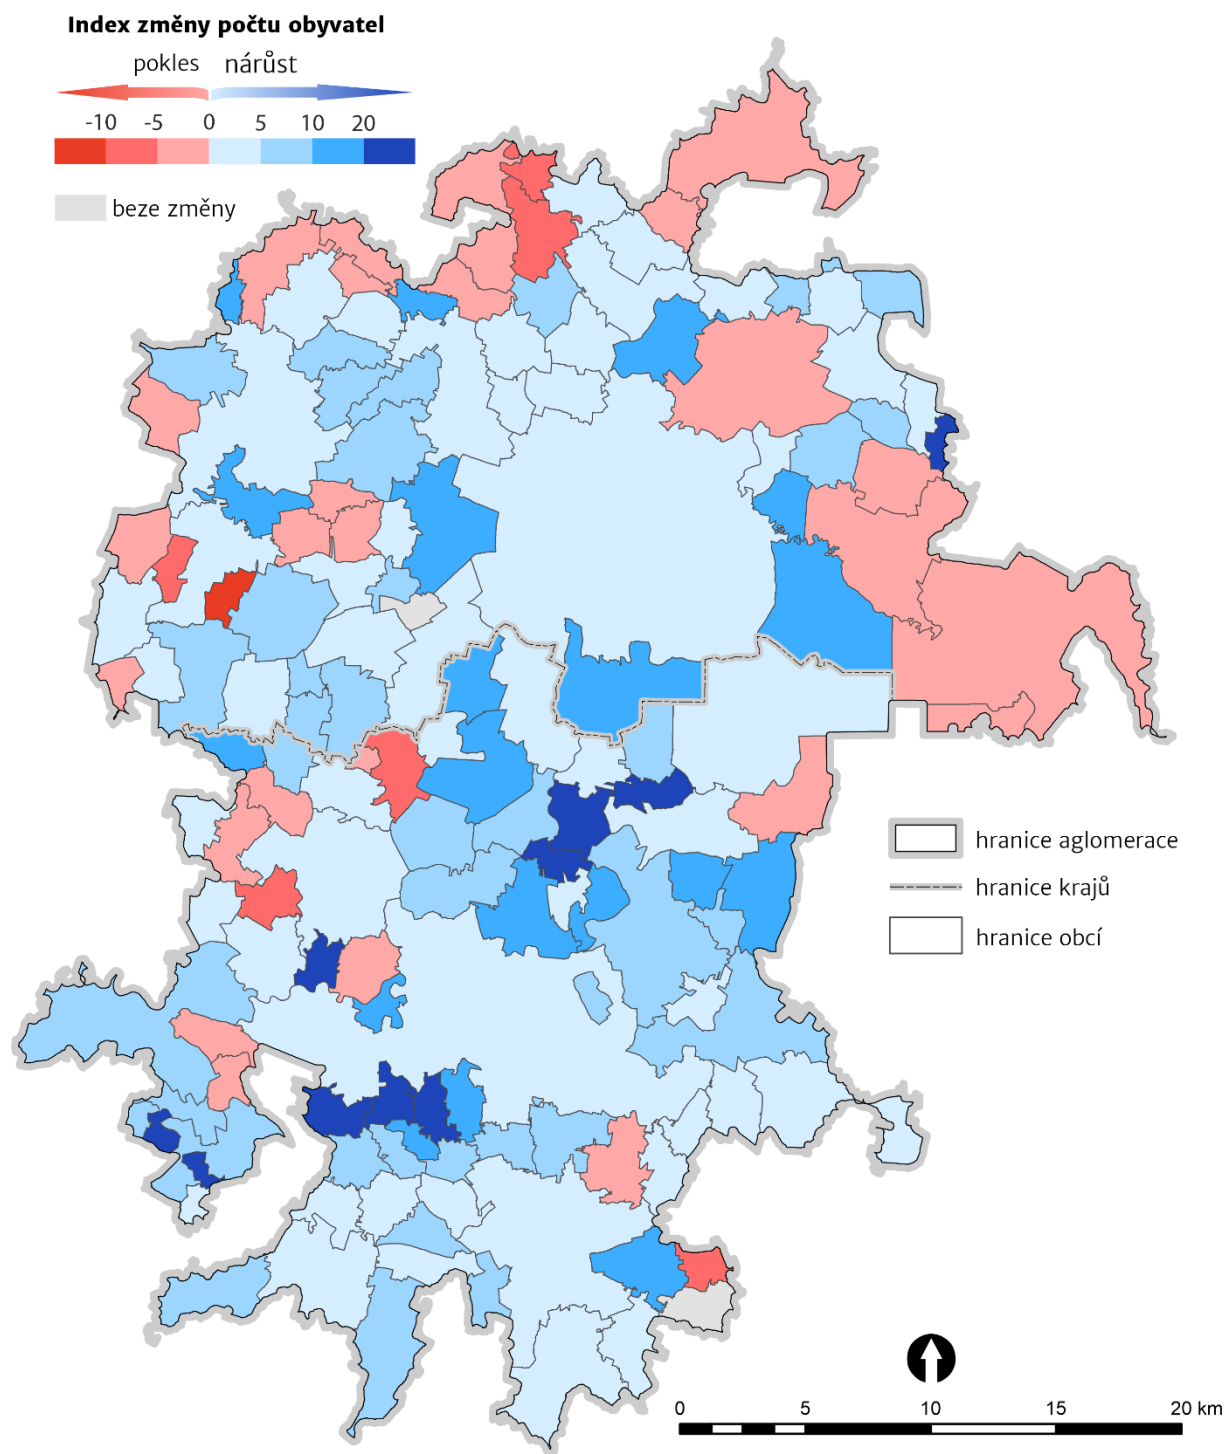 Index změny počtu obyvatel
pokles nárůst
-10 -5 0 5 10 20
beze změny
hranice aglomerace
hranice krajů
hranice obcí
0 5 10 15 20 km